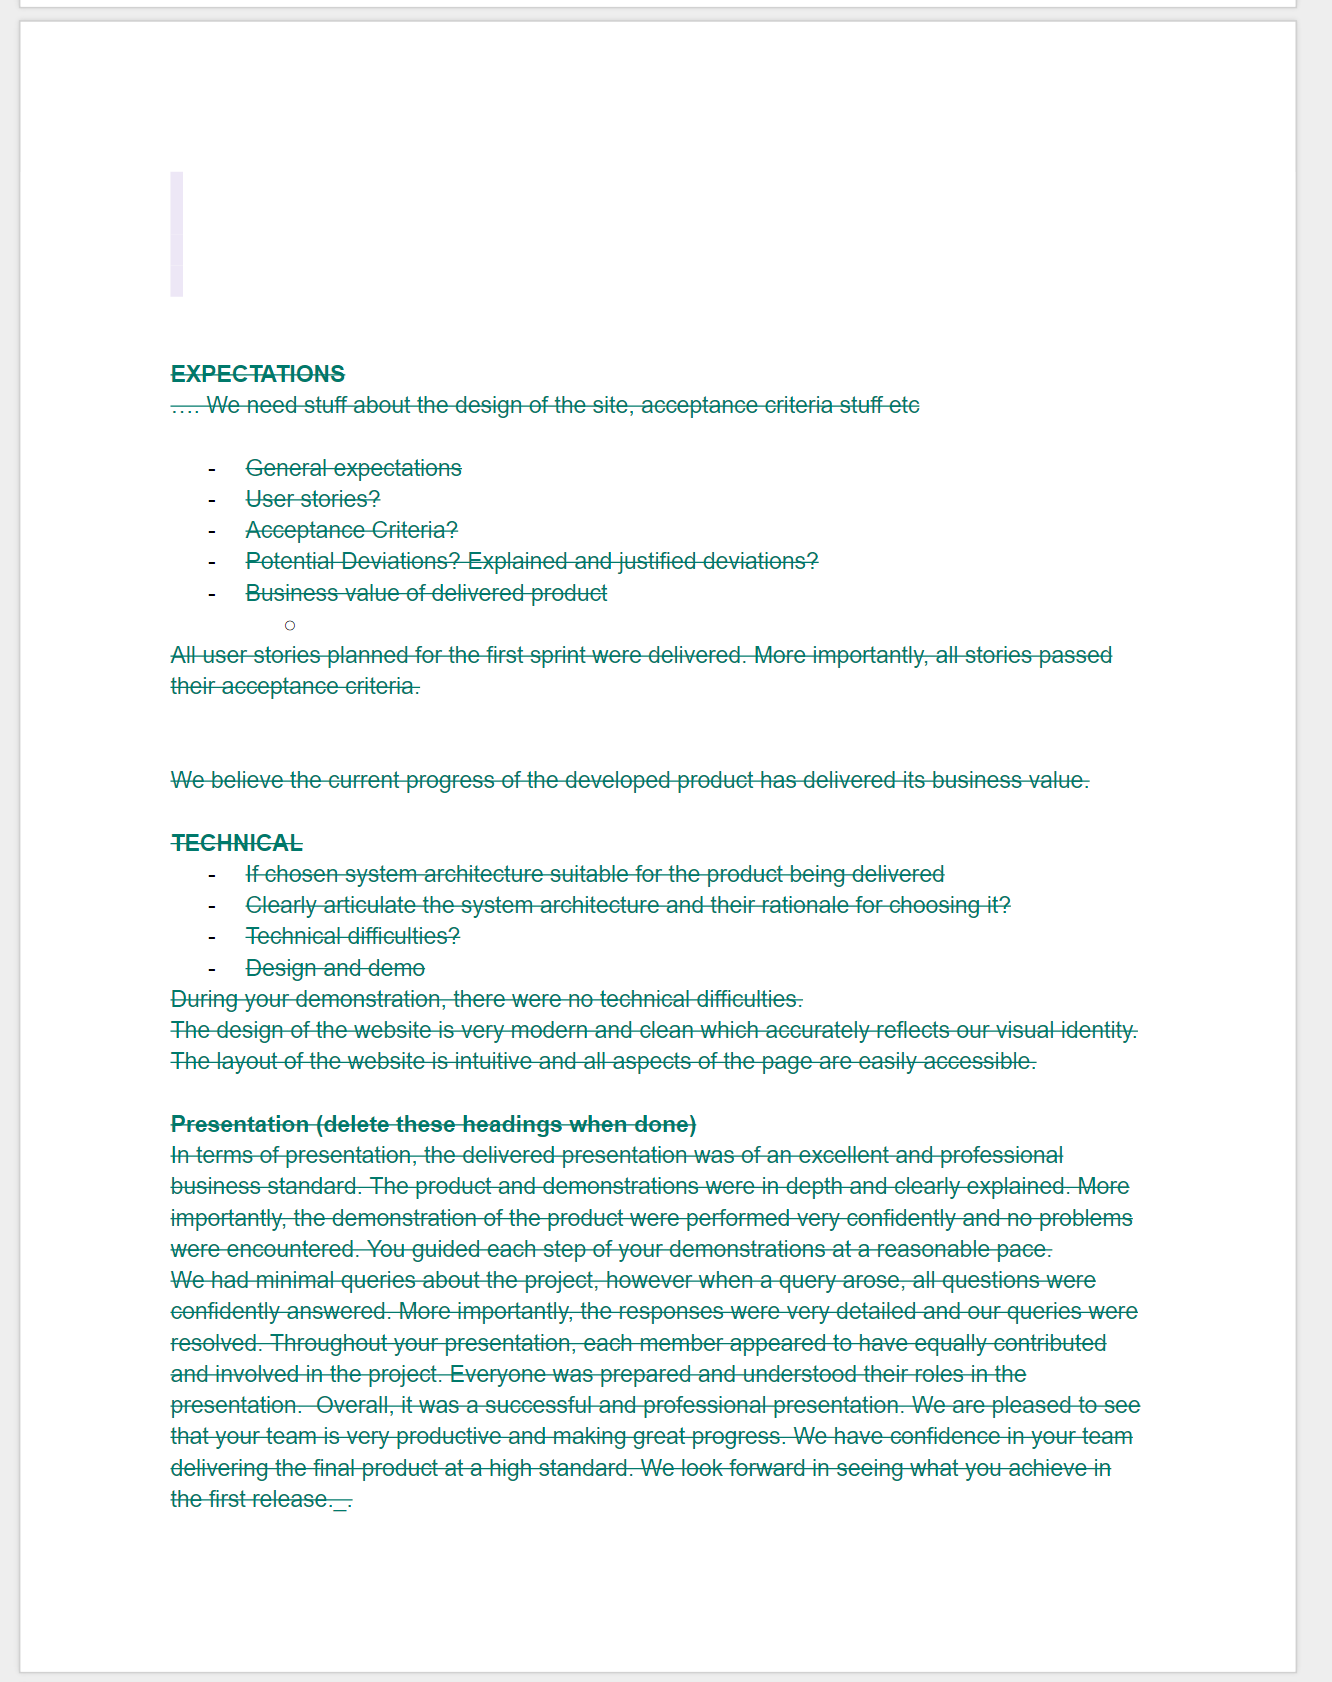 EXPECTATIONS
.... We need stuff about the design of the site, acceptance criteria stuff etc
- General expectations
- User stories?
- Acceptance Criteria?
- Potential Deviations? Explained and justified deviations?
- Business value of delivered product
○
All user stories planned for the first sprint were delivered. More importantly, all stories passed
their acceptance criteria.
We believe the current progress of the developed product has delivered its business value.
TECHNICAL
- If chosen system architecture suitable for the product being delivered
- Clearly articulate the system architecture and their rationale for choosing it?
- Technical difficulties?
- Design and demo
During your demonstration, there were no technical difficulties.
The design of the website is very modern and clean which accurately reflects our visual identity.
The layout of the website is intuitive and all aspects of the page are easily accessible.
Presentation (delete these headings when done)
In terms of presentation, the delivered presentation was of an excellent and professional
business standard. The product and demonstrations were in depth and clearly explained. More
importantly, the demonstration of the product were performed very confidently and no problems
were encountered. You guided each step of your demonstrations at a reasonable pace.
We had minimal queries about the project, however when a query arose, all questions were
confidently answered. More importantly, the responses were very detailed and our queries were
resolved. Throughout your presentation, each member appeared to have equally contributed
and involved in the project. Everyone was prepared and understood their roles in the
presentation.  Overall, it was a successful and professional presentation. We are pleased to see
that your team is very productive and making great progress. We have confidence in your team
delivering the final product at a high standard. We look forward in seeing what you achieve in
the first release._.